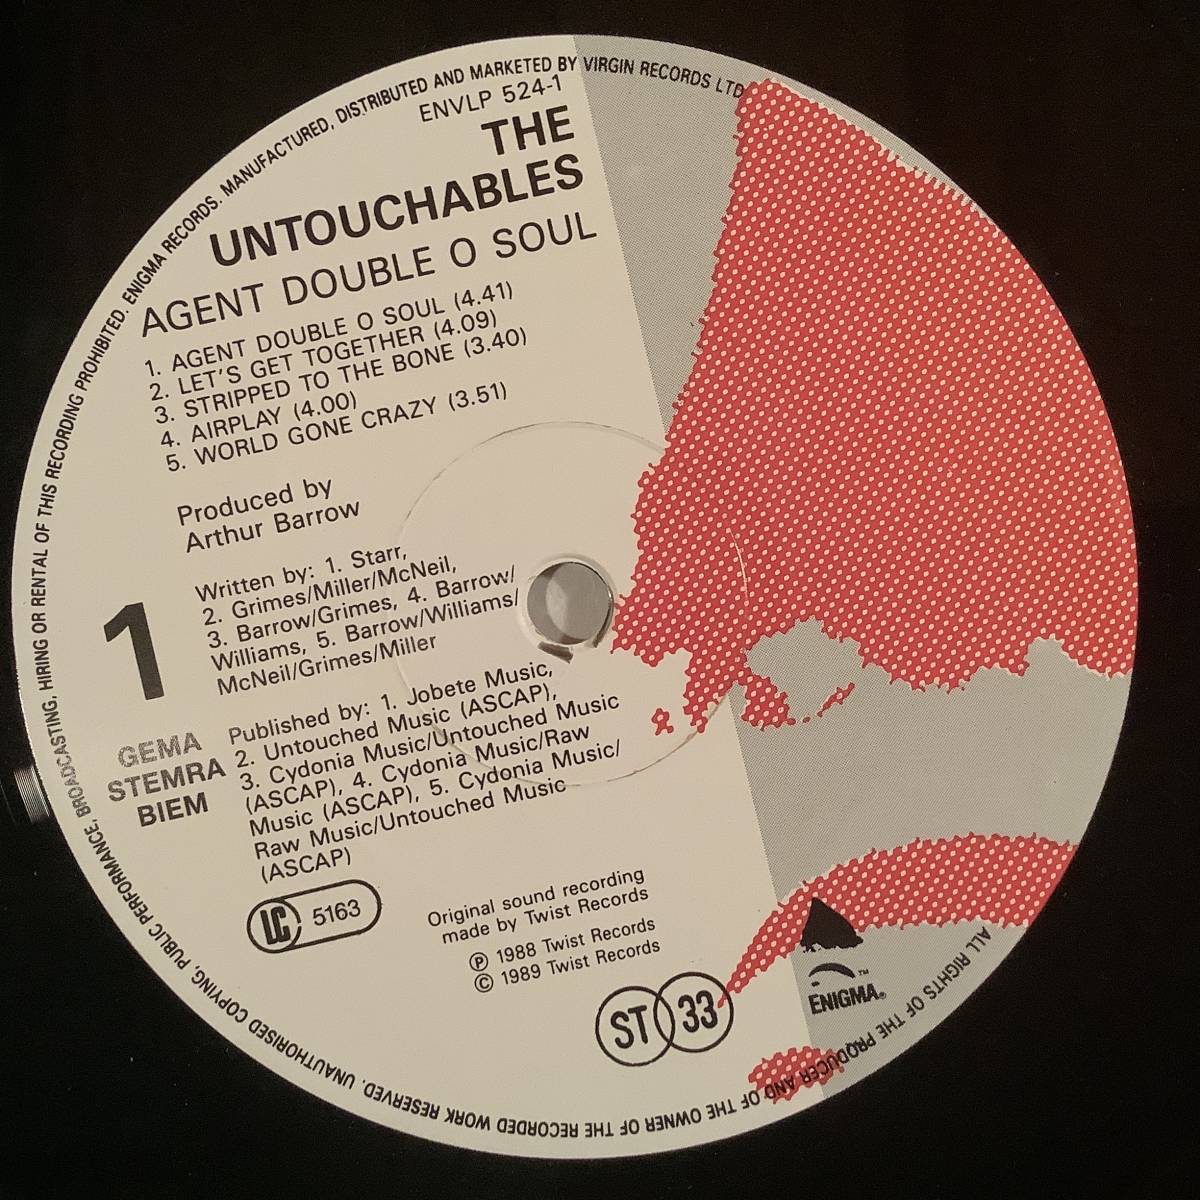 ENIGMA RECORDS. MANUFACTURED, DISTRIBUTED AND MARKETED BY VIRGIN RECORDS LTD
ENVLP 524-1
THE
UNTOUCHABLES
AGENT DOUBLE O SOUL
1. AGENT DOUBLE O SOUL (4.41)
2. LET'S GET TOGETHER (4.09)
3. STRIPPED TO THE BONE (3.40)
4. AIRPLAY (4.00)
5. WORLD GONE CRAZY (3.51)
Produced by
Arthur Barrow
Written by: 1. Starr,
2. Grimes/Miller/McNeil,
3. Barrow/Grimes, 4. Barrow/
Williams, 5. Barrow/Williams/
McNeil/Grimes/Miller
1
Published by: 1. Jobete Music,
2. Untouched Music (ASCAP),
3. Cydonia Music/Untouched Music
(ASCAP), 4. Cydonia Music/Raw
Music (ASCAP), 5. Cydonia Music/
Raw Music/Untouched Music
(ASCAP)
GEMA
STEMRA
BIEM
LC 5163
Original sound recording
made by Twist Records
Ⓟ 1988 Twist Records
© 1989 Twist Records
ST 33
ENIGMA®
™
ALL RIGHTS OF THE PRODUCER AND OF THE OWNER OF THE RECORDED WORK RESERVED. UNAUTHORISED COPYING, PUBLIC PERFORMANCE, BROADCASTING, HIRING OR RENTAL OF THIS RECORDING PROHIBITED.